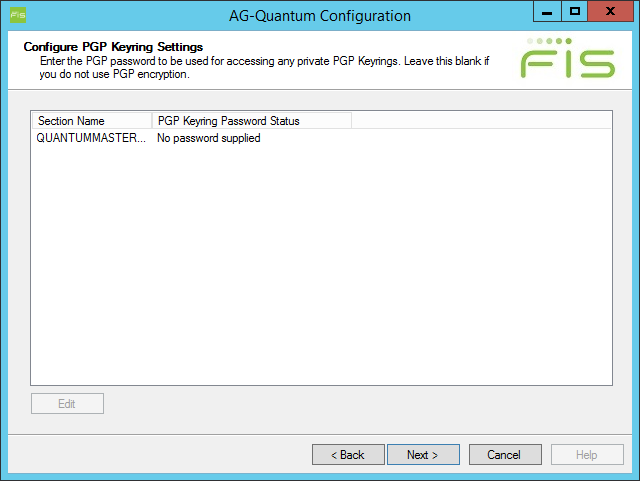 FIS
AG-Quantum Configuration
X
Configure PGP Keyring Settings
Enter the PGP password to be used for accessing any private PGP Keyrings. Leave this blank if
you do not use PGP encryption.
FIS
Section Name PGP Keyring Password Status
QUANTUMMASTER... No password supplied
Edit
< Back Next > Cancel Help